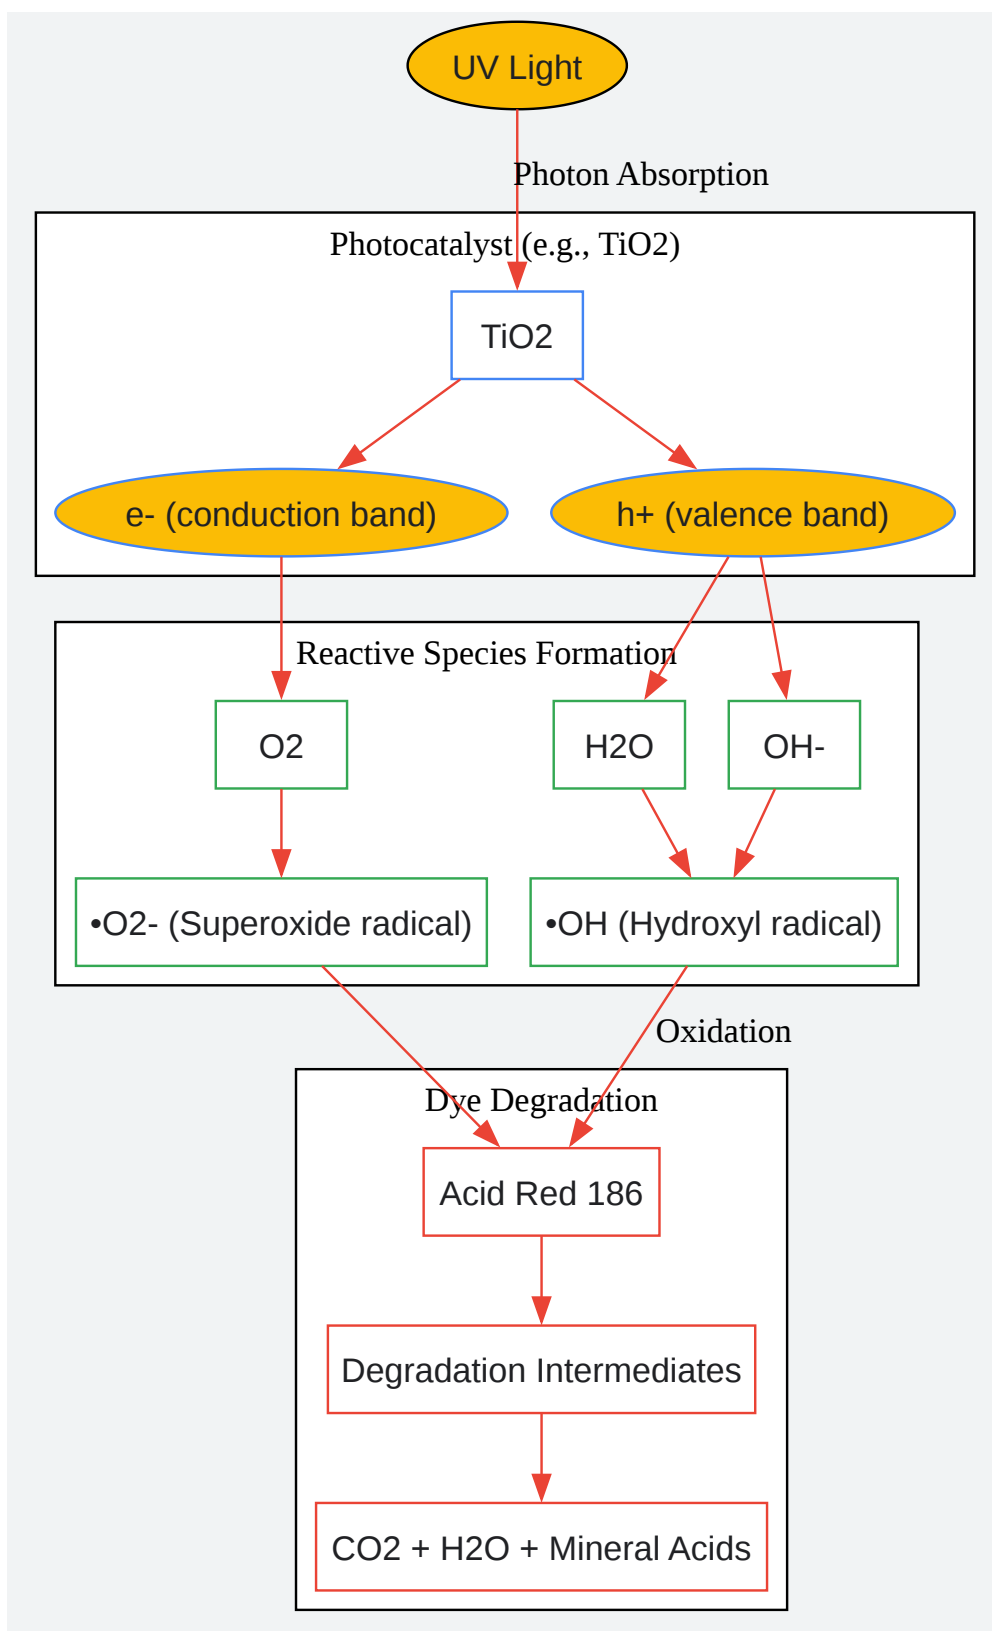 UV Light
Photon Absorption
Photocatalyst (e.g., TiO2)
TiO2
e- (conduction band)
h+ (valence band)
Reactive Species Formation
O2
H2O
OH-
•O2- (Superoxide radical)
•OH (Hydroxyl radical)
Oxidation
Dye Degradation
Acid Red 186
Degradation Intermediates
CO2 + H2O + Mineral Acids